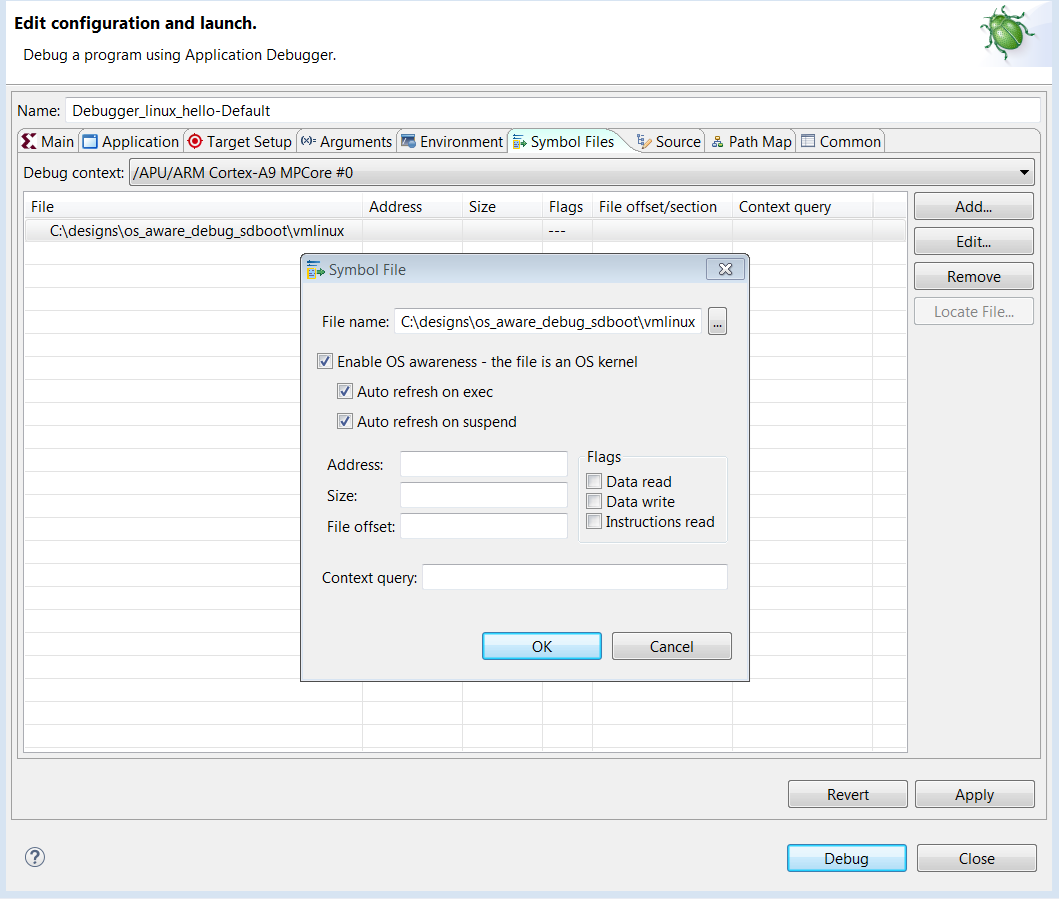 Edit configuration and launch.
Debug a program using Application Debugger.
Name: Debugger_linux_hello-Default
Main Application Target Setup (x)= Arguments Environment Symbol Files Source Path Map Common
Debug context: /APU/ARM Cortex-A9 MPCore #0
File Address Size Flags File offset/section Context query
C:\designs\os_aware_debug_sdboot\vmlinux ---
Add...
Edit...
Remove
Locate File...
Symbol File
File name: C:\designs\os_aware_debug_sdboot\vmlinux ...
Enable OS awareness - the file is an OS kernel
Auto refresh on exec
Auto refresh on suspend
Address:
Size:
File offset:
Flags
Data read
Data write
Instructions read
Context query:
OK Cancel
Revert Apply
? Debug Close